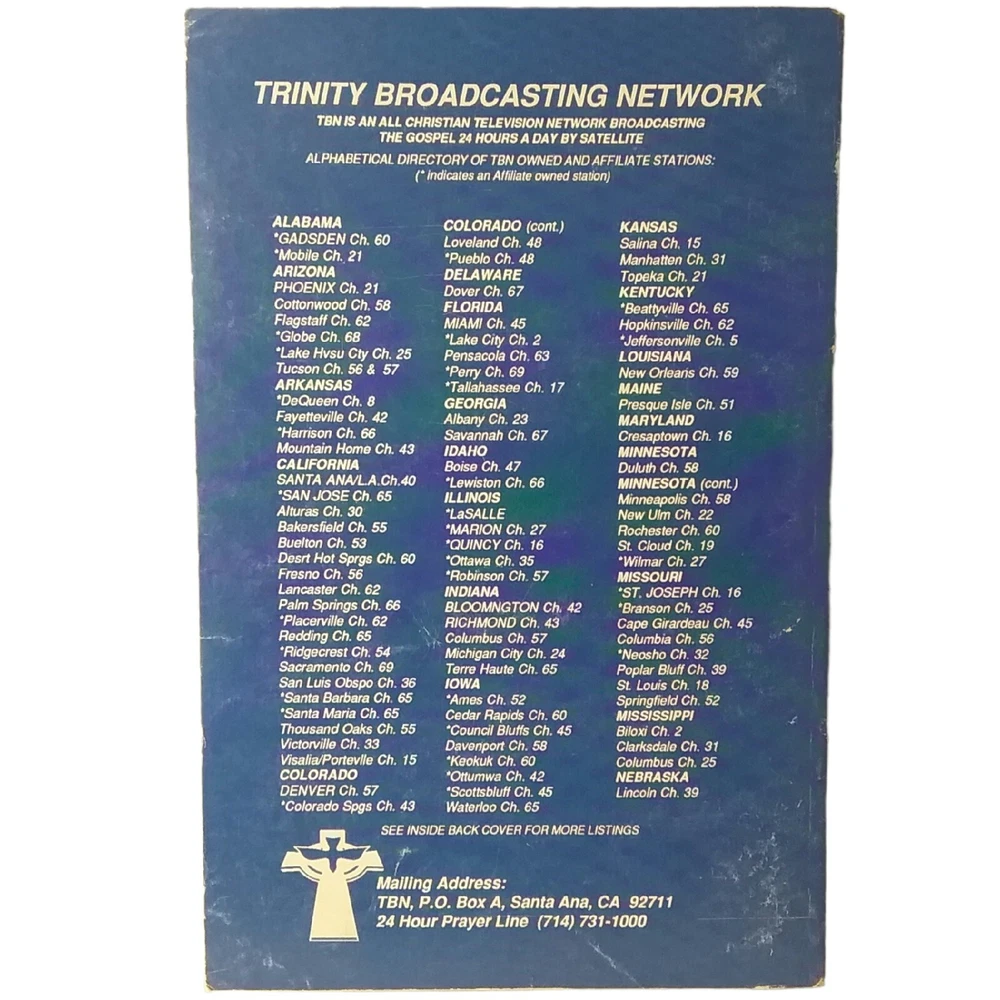 TRINITY BROADCASTING NETWORK
TBN IS AN ALL CHRISTIAN TELEVISION NETWORK BROADCASTING
THE GOSPEL 24 HOURS A DAY BY SATELLITE
ALPHABETICAL DIRECTORY OF TBN OWNED AND AFFILIATE STATIONS:
(* indicates an Affiliate owned station)
ALABAMA
*GADSDEN Ch. 60
*Mobile Ch. 21
ARIZONA
PHOENIX Ch. 21
Cottonwood Ch. 58
Flagstaff Ch. 62
*Globe Ch. 68
*Lake Hvsu Cty Ch. 25
Tucson Ch. 56 & 57
ARKANSAS
*DeQueen Ch. 8
Fayetteville Ch. 42
*Harrison Ch. 66
Mountain Home Ch. 43
CALIFORNIA
SANTA ANA/L.A.Ch.40
*SAN JOSE Ch. 65
Alturas Ch. 30
Bakersfield Ch. 55
Buelton Ch. 53
Desrt Hot Sprgs Ch. 60
Fresno Ch. 56
Lancaster Ch. 62
Palm Springs Ch. 66
*Placerville Ch. 62
Redding Ch. 65
*Ridgecrest Ch. 54
Sacramento Ch. 69
San Luis Obspo Ch. 36
*Santa Barbara Ch. 65
*Santa Maria Ch. 65
Thousand Oaks Ch. 55
Victorville Ch. 33
Visalia/Portevlle Ch. 15
COLORADO
DENVER Ch. 57
*Colorado Spgs Ch. 43
COLORADO (cont.)
Loveland Ch. 48
*Pueblo Ch. 48
DELAWARE
Dover Ch. 67
FLORIDA
MIAMI Ch. 45
*Lake City Ch. 2
Pensacola Ch. 63
*Perry Ch. 69
*Tallahassee Ch. 17
GEORGIA
Albany Ch. 23
Savannah Ch. 67
IDAHO
Boise Ch. 47
*Lewiston Ch. 66
ILLINOIS
*LaSALLE
*MARION Ch. 27
*QUINCY Ch. 16
*Ottawa Ch. 35
*Robinson Ch. 57
INDIANA
BLOOMNGTON Ch. 42
RICHMOND Ch. 43
Columbus Ch. 57
Michigan City Ch. 24
Terre Haute Ch. 65
IOWA
*Ames Ch. 52
Cedar Rapids Ch. 60
*Council Bluffs Ch. 45
Davenport Ch. 58
*Keokuk Ch. 60
*Ottumwa Ch. 42
*Scottsbluff Ch. 45
Waterloo Ch. 65
KANSAS
Salina Ch. 15
Manhatten Ch. 31
Topeka Ch. 21
KENTUCKY
*Beattyville Ch. 65
Hopkinsville Ch. 62
*Jeffersonville Ch. 5
LOUISIANA
New Orleans Ch. 59
MAINE
Presque Isle Ch. 51
MARYLAND
Cresaptown Ch. 16
MINNESOTA
Duluth Ch. 58
MINNESOTA (cont.)
Minneapolis Ch. 58
New Ulm Ch. 22
Rochester Ch. 60
St. Cloud Ch. 19
*Wilmar Ch. 27
MISSOURI
*ST. JOSEPH Ch. 16
*Branson Ch. 25
Cape Girardeau Ch. 45
Columbia Ch. 56
*Neosho Ch. 32
Poplar Bluff Ch. 39
St. Louis Ch. 18
Springfield Ch. 52
MISSISSIPPI
Biloxi Ch. 2
Clarksdale Ch. 31
Columbus Ch. 25
NEBRASKA
Lincoln Ch. 39
SEE INSIDE BACK COVER FOR MORE LISTINGS
Mailing Address:
TBN, P.O. Box A, Santa Ana, CA 92711
24 Hour Prayer Line (714) 731-1000